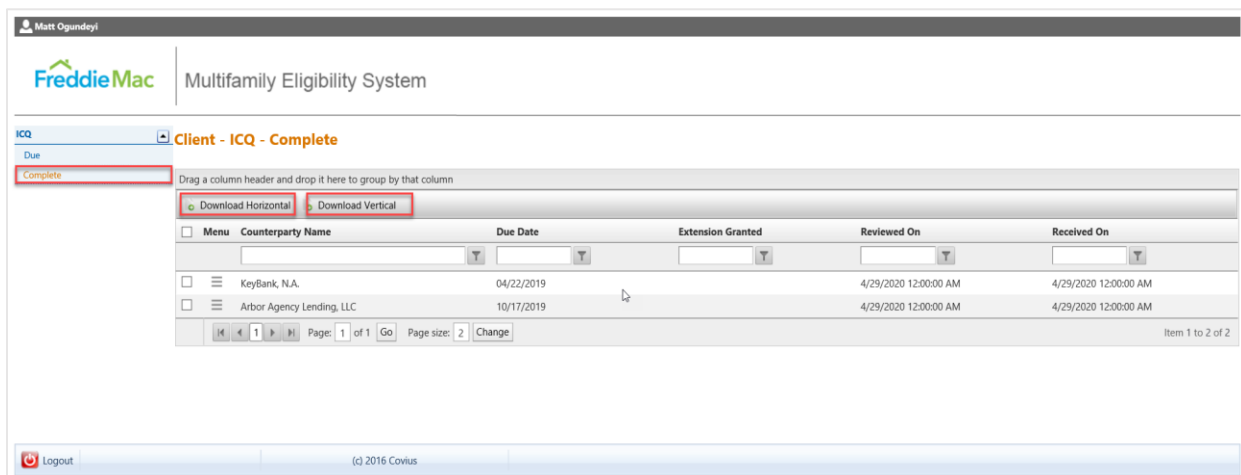 Matt Ogundeyi
Freddie Mac
Multifamily Eligibility System
ICQ
Due
Complete
Client - ICQ - Complete
Drag a column header and drop it here to group by that column
Download Horizontal Download Vertical
Menu Counterparty Name Due Date Extension Granted Reviewed On Received On
KeyBank, N.A. 04/22/2019 4/29/2020 12:00:00 AM 4/29/2020 12:00:00 AM
Arbor Agency Lending, LLC 10/17/2019 4/29/2020 12:00:00 AM 4/29/2020 12:00:00 AM
1 Page: 1 of 1 Go Page size: 2 Change Item 1 to 2 of 2
Logout (c) 2016 Covius